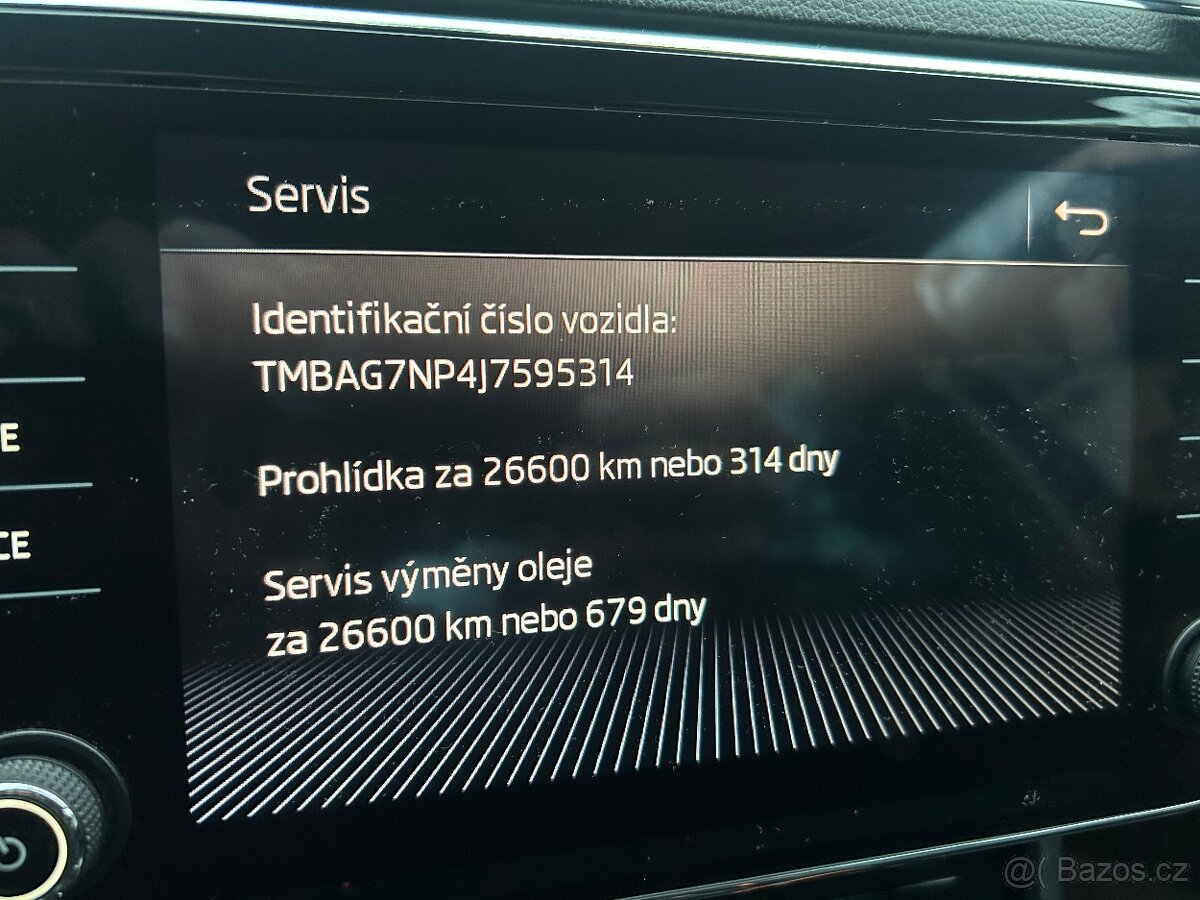 Servis
Identifikační číslo vozidla:
TMBAG7NP4J7595314
E
Prohlídka za 26600 km nebo 314 dny
CE
Servis výměny oleje
za 26600 km nebo 679 dny
@( Bazos.cz